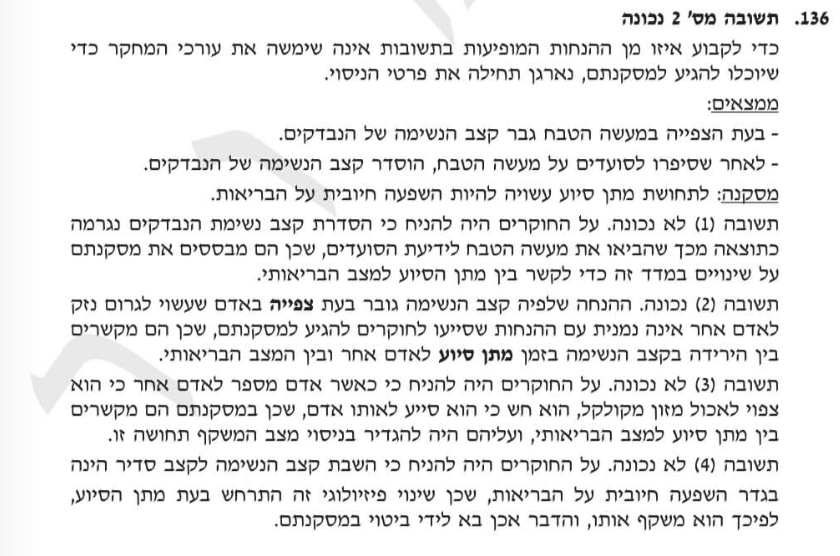 136. תשובה מס' 2 נכונה
כדי לקבוע איזו מן ההנחות המופיעות בתשובות אינה שימשה את עורכי המחקר כדי
שיוכלו להגיע למסקנתם, נארגן תחילה את פרטי הניסוי.
ממצאים:
- בעת הצפייה במעשה הטבח גבר קצב הנשימה של הנבדקים.
- לאחר שסיפרו לסועדים על מעשה הטבח, הוסדר קצב הנשימה של הנבדקים.
מסקנה: לתחושת מתן סיוע עשויה להיות השפעה חיובית על הבריאות.
תשובה (1) לא נכונה. על החוקרים היה להניח כי הסדרת קצב נשימת הנבדקים נגרמה
כתוצאה מכך שהביאו את מעשה הטבח לידיעת הסועדים, שכן הם מבססים את מסקנתם
על שינויים במדד זה כדי לקשר בין מתן הסיוע למצב הבריאותי.
תשובה (2) נכונה. ההנחה שלפיה קצב הנשימה גובר בעת צפייה באדם שעשוי לגרום נזק
לאדם אחר אינה נמנית עם ההנחות שסייעו לחוקרים להגיע למסקנתם, שכן הם מקשרים
בין הירידה בקצב הנשימה בזמן מתן סיוע לאדם אחר ובין המצב הבריאותי.
תשובה (3) לא נכונה. על החוקרים היה להניח כי כאשר אדם מספר לאדם אחר כי הוא
צפוי לאכול מזון מקולקל, הוא חש כי הוא סייע לאותו אדם, שכן במסקנתם הם מקשרים
בין מתן סיוע למצב הבריאותי, ועליהם היה להגדיר בניסוי מצב המשקף תחושה זו.
תשובה (4) לא נכונה. על החוקרים היה להניח כי השבת קצב הנשימה לקצב סדיר הינה
בגדר השפעה חיובית על הבריאות, שכן שינוי פיזיולוגי זה התרחש בעת מתן הסיוע,
לפיכך הוא משקף אותו, והדבר אכן בא לידי ביטוי במסקנתם.